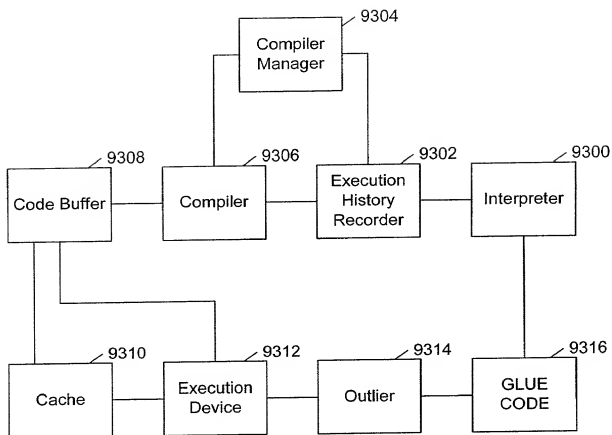 9304
Compiler
Manager
9308
9306
9302
9300
Code Buffer
Compiler
Execution
History
Recorder
Interpreter
9310
9312
9314
9316
Cache
Execution
Device
Outlier
GLUE
CODE